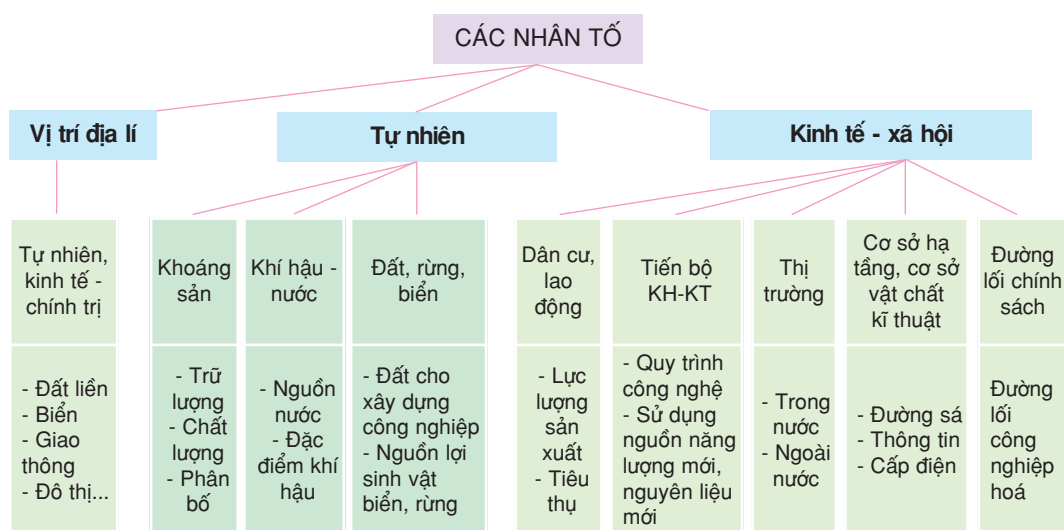 CÁC NHÂN TỐ
Vị trí địa lí
Tự nhiên
Kinh tế - xã hội
Tự nhiên,
kinh tế -
chính trị
Khoáng
sản
Khí hậu -
nước
Đất, rừng,
biển
Dân cư,
lao
động
Tiến bộ
KH-KT
Thị
trường
Cơ sở hạ
tầng, cơ sở
vật chất
kĩ thuật
Đường
lối chính
sách
- Đất liền
- Biển
- Giao
thông
- Đô thị...
- Trữ
lượng
- Chất
lượng
- Phân
bố
- Nguồn
nước
- Đặc
điểm khí
hậu
- Đất cho
xây dựng
công nghiệp
- Nguồn lợi
sinh vật
biển, rừng
- Lực
lượng
sản
xuất
- Tiêu
thụ
- Quy trình
công nghệ
- Sử dụng
nguồn năng
lượng mới,
nguyên liệu
mới
- Trong
nước
- Ngoài
nước
- Đường sá
- Thông tin
- Cấp điện
Đường
lối
công
nghiệp
hoá